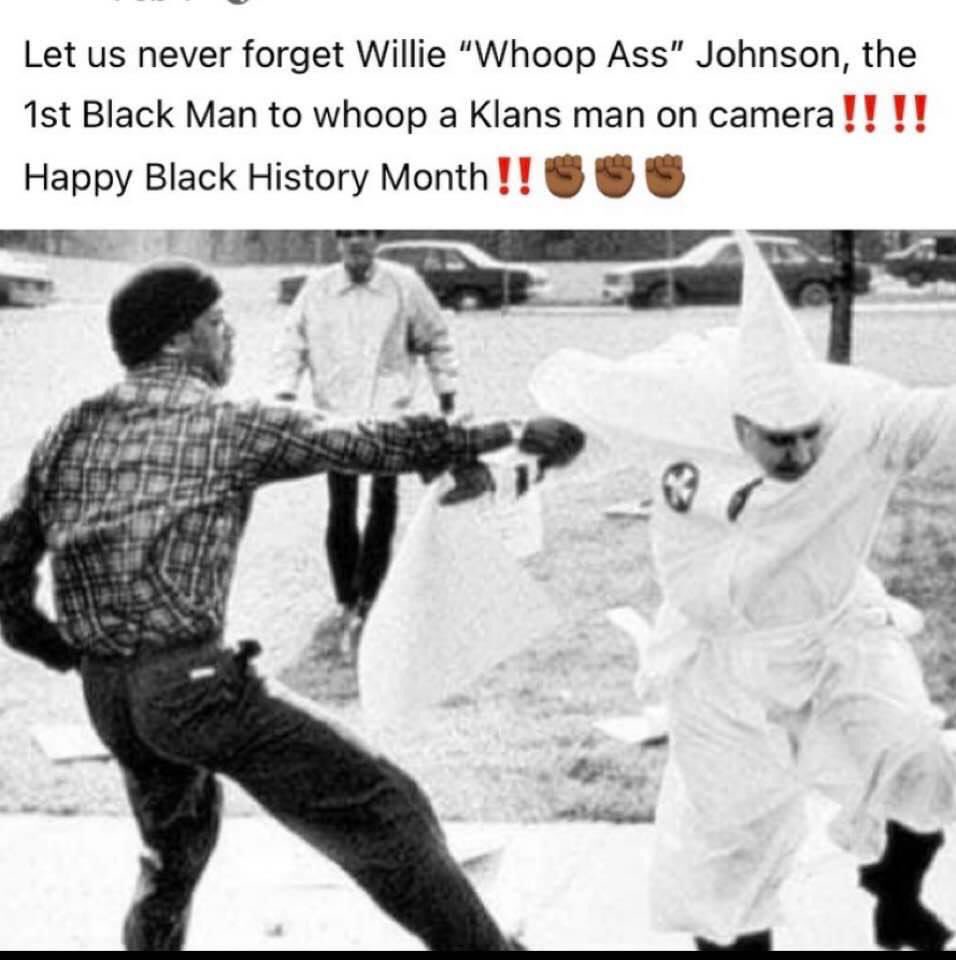 Let us never forget Willie “Whoop Ass” Johnson, the
1st Black Man to whoop a Klans man on camera‼️‼️
Happy Black History Month‼️✊🏾✊🏾✊🏾